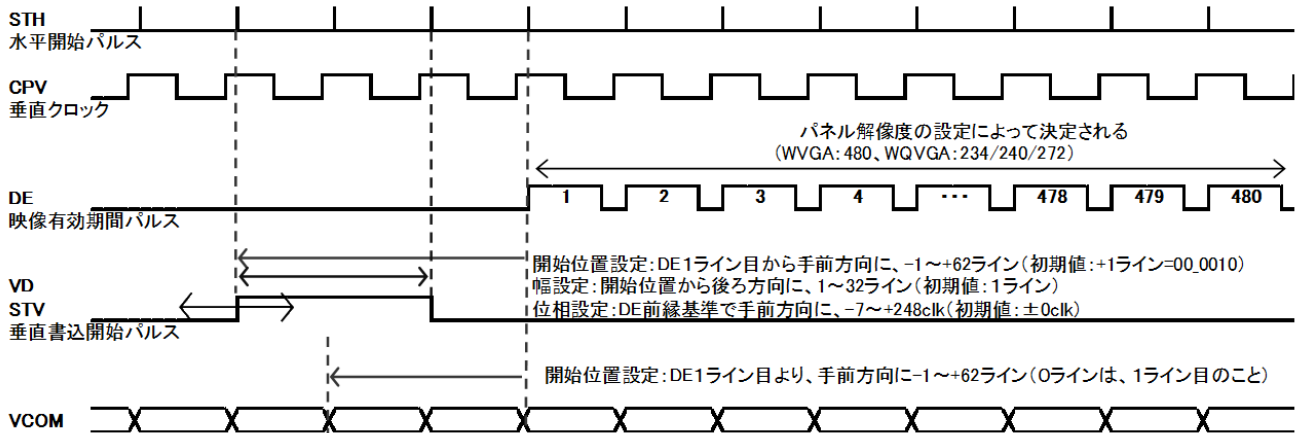 STH
水平開始パルス
CPV
垂直クロック
パネル解像度の設定によって決定される
(WVGA:480、WQVGA:234/240/272)
DE
1 2 3 4 ・・・ 478 479 480
映像有効期間パルス
開始位置設定:DE1ライン目から手前方向に、-1～+62ライン(初期値:+1ライン=00_0010)
VD
幅設定:開始位置から後ろ方向に、1～32ライン(初期値:1ライン)
STV
位相設定:DE前縁基準で手前方向に、-7～+248clk(初期値:±0clk)
垂直書込開始パルス
開始位置設定:DE1ライン目より、手前方向に-1～+62ライン(0ラインは、1ライン目のこと)
VCOM